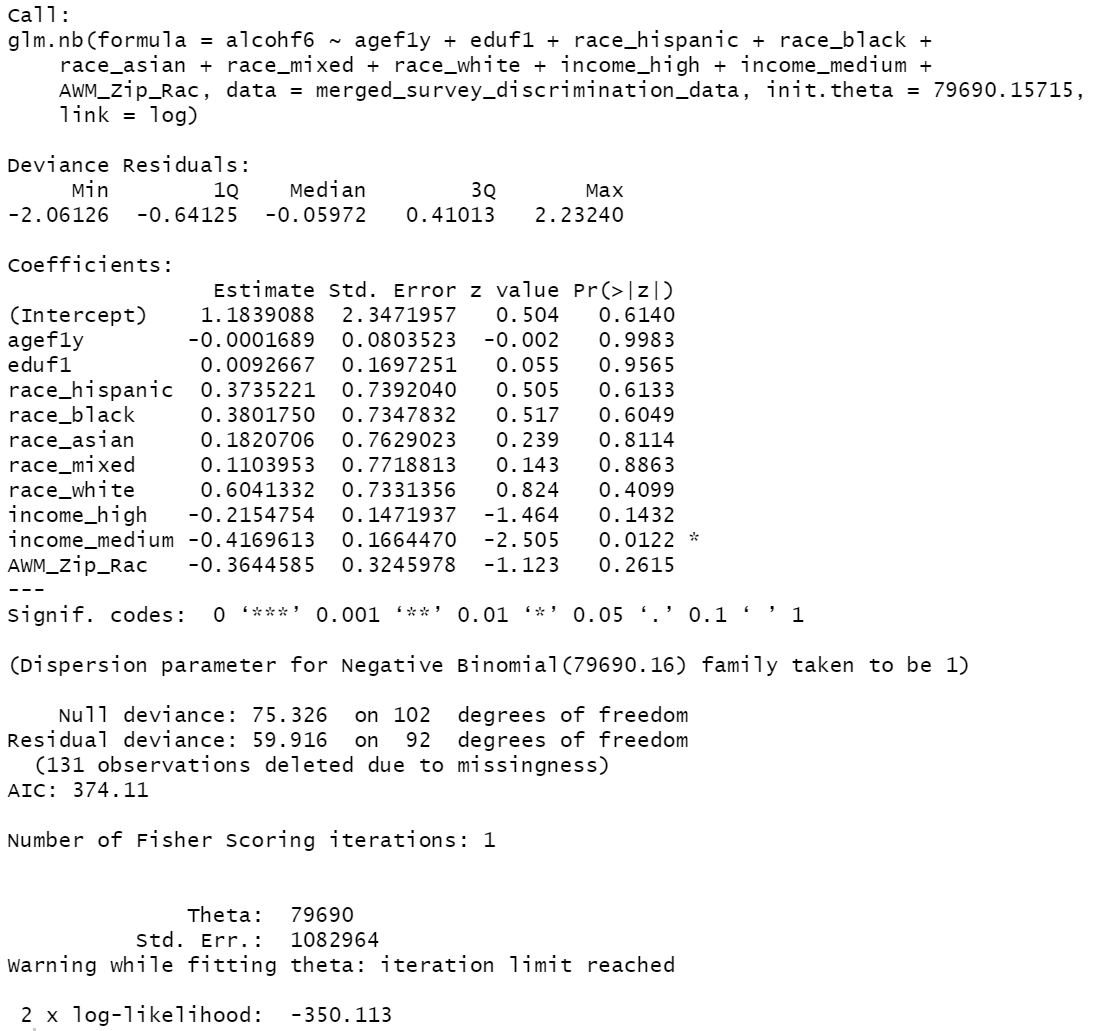 Call:
glm.nb(formula = alcohf6 ~ agef1y + eduf1 + race_hispanic + race_black +
    race_asian + race_mixed + race_white + income_high + income_medium +
    AWM_Zip_Rac, data = merged_survey_discrimination_data, init.theta = 79690.15715,
    link = log)

Deviance Residuals:
     Min        1Q    Median        3Q       Max
-2.06126  -0.64125  -0.05972   0.41013   2.23240

Coefficients:
                Estimate Std. Error z value Pr(>|z|)
(Intercept)    1.1839088  2.3471957   0.504   0.6140
agef1y        -0.0001689  0.0803523  -0.002   0.9983
eduf1          0.0092667  0.1697251   0.055   0.9565
race_hispanic  0.3735221  0.7392040   0.505   0.6133
race_black     0.3801750  0.7347832   0.517   0.6049
race_asian     0.1820706  0.7629023   0.239   0.8114
race_mixed     0.1103953  0.7718813   0.143   0.8863
race_white     0.6041332  0.7331356   0.824   0.4099
income_high   -0.2154754  0.1471937  -1.464   0.1432
income_medium -0.4169613  0.1664470  -2.505   0.0122 *
AWM_Zip_Rac   -0.3644585  0.3245978  -1.123   0.2615
---
Signif. codes:  0 ‘***’ 0.001 ‘**’ 0.01 ‘*’ 0.05 ‘.’ 0.1 ‘ ’ 1

(Dispersion parameter for Negative Binomial(79690.16) family taken to be 1)

    Null deviance: 75.326  on 102  degrees of freedom
Residual deviance: 59.916  on  92  degrees of freedom
  (131 observations deleted due to missingness)
AIC: 374.11

Number of Fisher Scoring iterations: 1


              Theta:  79690
          Std. Err.:  1082964
Warning while fitting theta: iteration limit reached

 2 x log-likelihood:  -350.113